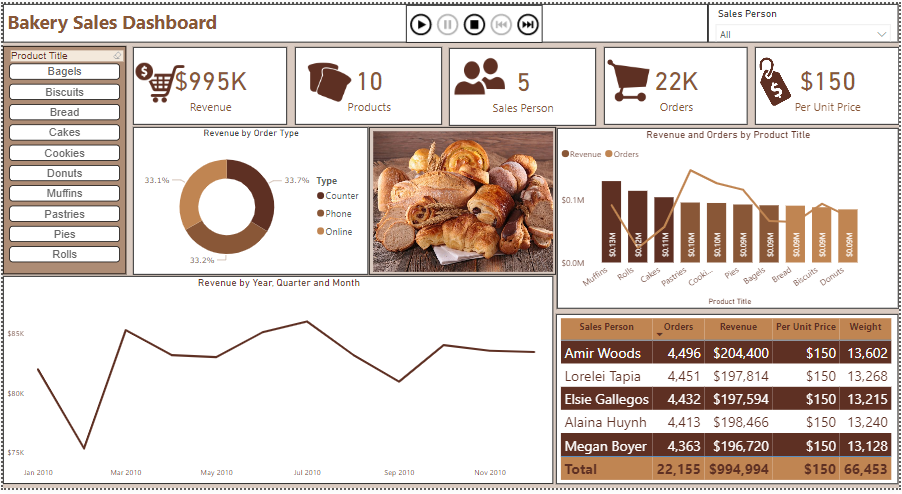 Bakery Sales Dashboard
Sales Person
All
Product Title
Bagels
Biscuits
Bread
Cakes
Cookies
Donuts
Muffins
Pastries
Pies
Rolls
$995K
Revenue
10
Products
5
Sales Person
22K
Orders
$150
Per Unit Price
Revenue by Order Type
33.1%
33.7%
33.2%
Type
Counter
Phone
Online
Revenue and Orders by Product Title
Revenue Orders
$0.1M
$0.0M
$0.13M $0.12M $0.11M $0.10M $0.10M $0.09M $0.09M $0.09M $0.09M $0.09M
Muffins Rolls Cakes Pastries Cooki... Pies Bagels Bread Biscuits Donuts
Product Title
Revenue by Year, Quarter and Month
$85K
$80K
$75K
Jan 2010 Mar 2010 May 2010 Jul 2010 Sep 2010 Nov 2010
Sales Person Orders Revenue Per Unit Price Weight
Amir Woods 4,496 $204,400 $150 13,602
Lorelei Tapia 4,451 $197,814 $150 13,268
Elsie Gallegos 4,432 $197,594 $150 13,215
Alaina Huynh 4,413 $198,466 $150 13,240
Megan Boyer 4,363 $196,720 $150 13,128
Total 22,155 $994,994 $150 66,453